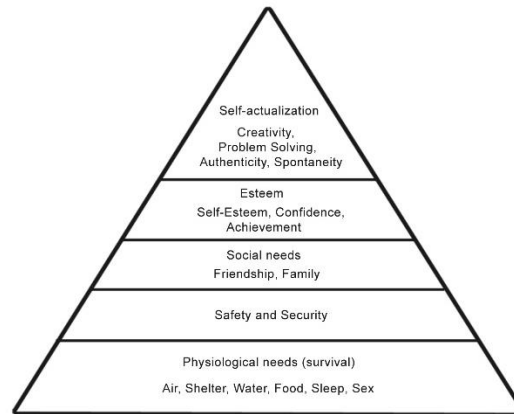 Self-actualization
Creativity,
Problem Solving,
Authenticity, Spontaneity
Esteem
Self-Esteem, Confidence,
Achievement
Social needs
Friendship, Family
Safety and Security
Physiological needs (survival)
Air, Shelter, Water, Food, Sleep, Sex